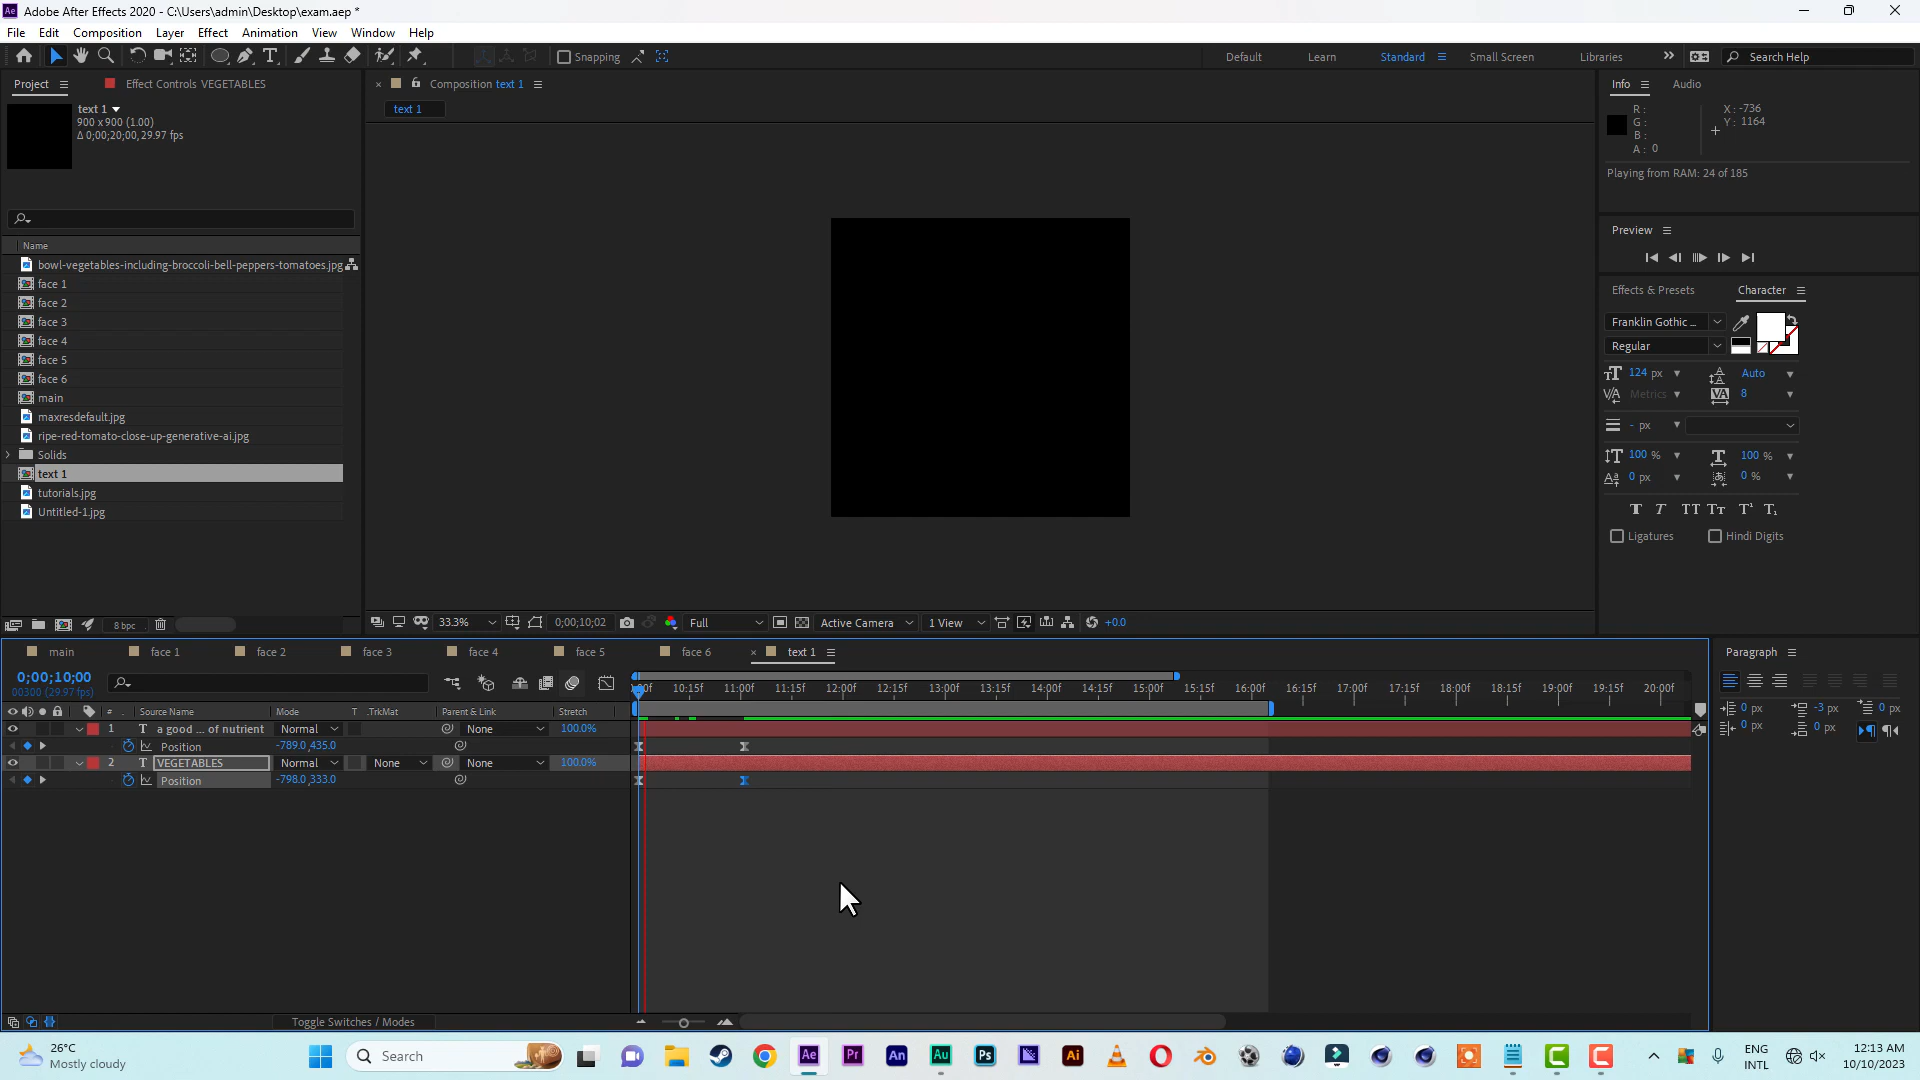 Ae Adobe After Effects 2020 - C:\Users\admin\Desktop\exam.aep *
File Edit Composition Layer Effect Animation View Window Help
Snapping
Default Learn Standard Small Screen Libraries Search Help
Project Effect Controls VEGETABLES
text 1
900 x 900 (1.00)
Δ 0;00;20;00, 29.97 fps
Name
bowl-vegetables-including-broccoli-bell-peppers-tomatoes.jpg
face 1
face 2
face 3
face 4
face 5
face 6
main
maxresdefault.jpg
ripe-red-tomato-close-up-generative-ai.jpg
Solids
text 1
tutorials.jpg
Untitled-1.jpg
8 bpc
Composition text 1
text 1
33.3% 0;00;10;02 Full Active Camera 1 View +0.0
Info Audio
R : X : -736
G : Y : 1164
B :
A : 0
Playing from RAM: 24 of 185
Preview
Effects & Presets Character
Franklin Gothic ...
Regular
124 px Auto
Metrics 8
- px
100 % 100 %
0 px 0 %
T T TT Tr T¹ T₁
Ligatures Hindi Digits
main face 1 face 2 face 3 face 4 face 5 face 6 text 1
0;00;10;00
00300 (29.97 fps)
:00f 10:15f 11:00f 11:15f 12:00f 12:15f 13:00f 13:15f 14:00f 14:15f 15:00f 15:15f 16:00f 16:15f 17:00f 17:15f 18:00f 18:15f 19:00f 19:15f 20:00f
# Source Name Mode T .TrkMat Parent & Link Stretch
1 T a good ... of nutrient Normal None 100.0%
Position -789.0,435.0
2 T VEGETABLES Normal None None 100.0%
Position -798.0,333.0
Toggle Switches / Modes
Paragraph
0 px -3 px 0 px
0 px 0 px
26°C
Mostly cloudy
Search
Ae Pr An Au Ps Ai
ENG
INTL
12:13 AM
10/10/2023